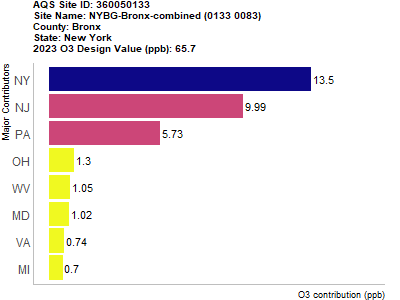 AQS Site ID: 360050133
Site Name: NYBG-Bronx-combined (0133 0083)
County: Bronx
State: New York
2023 O3 Design Value (ppb): 65.7
Major Contributors
NY 13.5
NJ 9.99
PA 5.73
OH 1.3
WV 1.05
MD 1.02
VA 0.74
MI 0.7
O3 contribution (ppb)